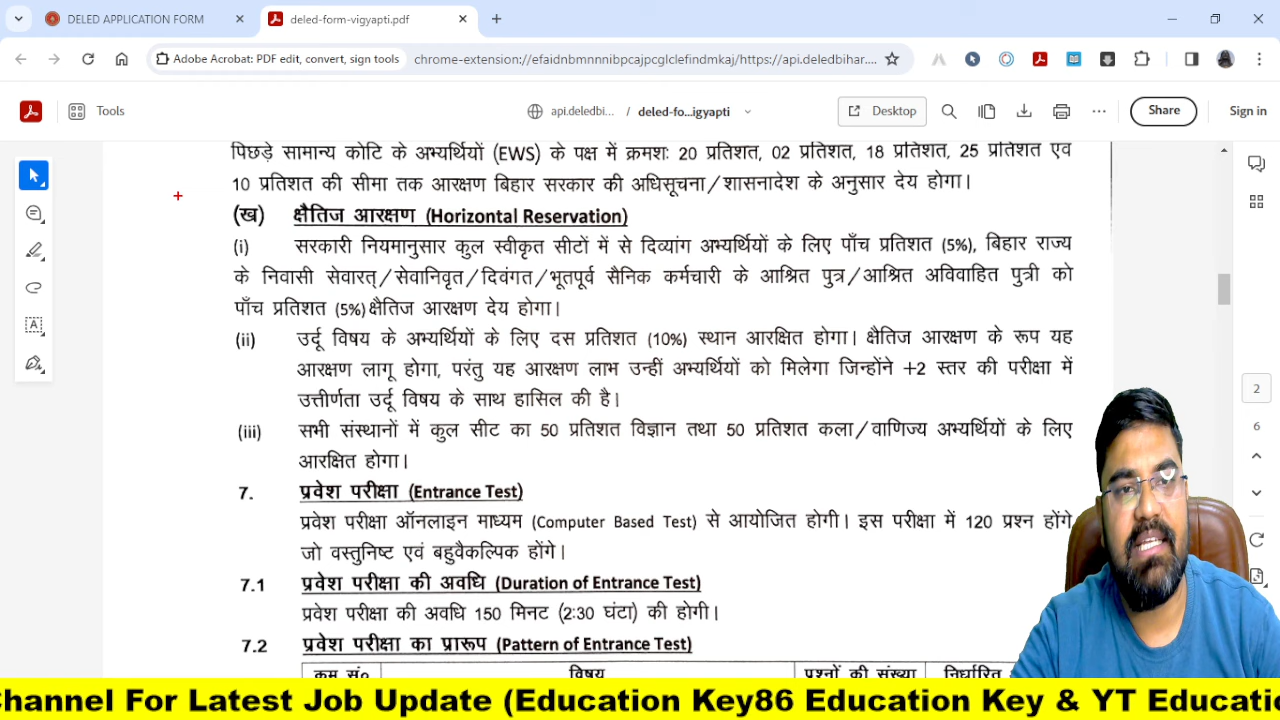 DELED APPLICATION FORM
deled-form-vigyapti.pdf
Adobe Acrobat: PDF edit, convert, sign tools
chrome-extension://efaidnbmnnnibpcajpcglclefindmkaj/https://api.deledbihar....
Tools
api.deledbi...
/
deled-fo...igyapti
Desktop
Share
Sign in
पिछड़े सामान्य कोटि के अभ्यर्थियों (EWS) के पक्ष में क्रमशः 20 प्रतिशत, 02 प्रतिशत, 18 प्रतिशत, 25 प्रतिशत एवं
10 प्रतिशत की सीमा तक आरक्षण बिहार सरकार की अधिसूचना/शासनादेश के अनुसार देय होगा।
(ख) क्षैतिज आरक्षण (Horizontal Reservation)
(i) सरकारी नियमानुसार कुल स्वीकृत सीटों में से दिव्यांग अभ्यर्थियों के लिए पाँच प्रतिशत (5%), बिहार राज्य
के निवासी सेवारत्/सेवानिवृत/दिवंगत/भूतपूर्व सैनिक कर्मचारी के आश्रित पुत्र/आश्रित अविवाहित पुत्री को
पाँच प्रतिशत (5%) क्षैतिज आरक्षण देय होगा।
(ii) उर्दू विषय के अभ्यर्थियों के लिए दस प्रतिशत (10%) स्थान आरक्षित होगा। क्षैतिज आरक्षण के रूप यह
आरक्षण लागू होगा, परंतु यह आरक्षण लाभ उन्हीं अभ्यर्थियों को मिलेगा जिन्होंने +2 स्तर की परीक्षा में
उत्तीर्णता उर्दू विषय के साथ हासिल की है।
(iii) सभी संस्थानों में कुल सीट का 50 प्रतिशत विज्ञान तथा 50 प्रतिशत कला/वाणिज्य अभ्यर्थियों के लिए
आरक्षित होगा।
7. प्रवेश परीक्षा (Entrance Test)
प्रवेश परीक्षा ऑनलाइन माध्यम (Computer Based Test) से आयोजित होगी। इस परीक्षा में 120 प्रश्न होंगे
जो वस्तुनिष्ट एवं बहुवैकल्पिक होंगे।
7.1 प्रवेश परीक्षा की अवधि (Duration of Entrance Test)
प्रवेश परीक्षा की अवधि 150 मिनट (2:30 घंटा) की होगी।
7.2 प्रवेश परीक्षा का प्रारूप (Pattern of Entrance Test)
क्रम सं० विषय प्रश्नों की संख्या निर्धारित
2
6
Channel For Latest Job Update (Education Key86 Education Key & YT Educatio